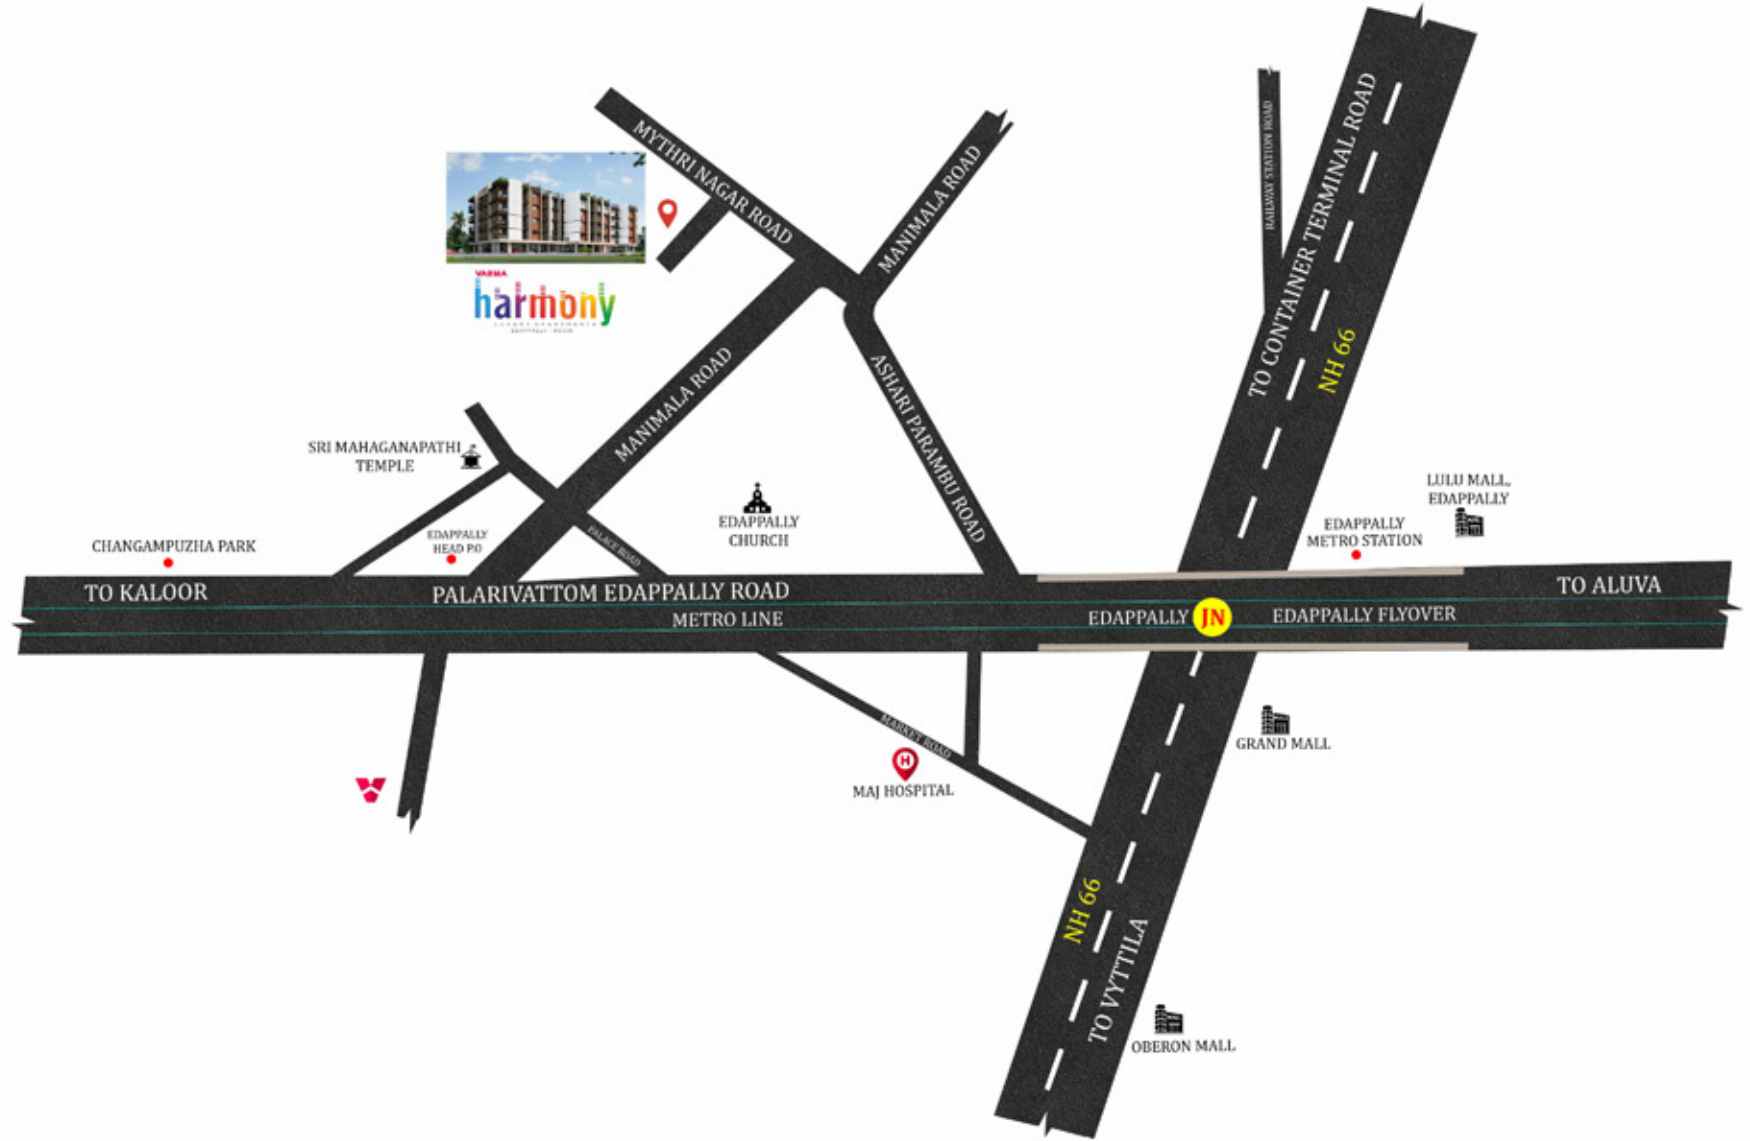 MYTHRI NAGAR ROAD
MANIMALA ROAD
RAILWAY STATION ROAD
TO CONTAINER TERMINAL ROAD
NH 66
VARMA
harmony
LUXURY APARTMENTS
MANIMALA ROAD
ASHARI PARAMBU ROAD
SRI MAHAGANAPATHI
TEMPLE
LULU MALL,
EDAPPALLY
EDAPPALLY
CHURCH
EDAPPALLY
METRO STATION
EDAPPALLY
HEAD P.O
PALACE ROAD
CHANGAMPUZHA PARK
TO KALOOR
PALARIVATTOM EDAPPALLY ROAD
TO ALUVA
METRO LINE
EDAPPALLY
JN
EDAPPALLY FLYOVER
MARKET ROAD
GRAND MALL
H
MAJ HOSPITAL
NH 66
TO VYTTILA
OBERON MALL